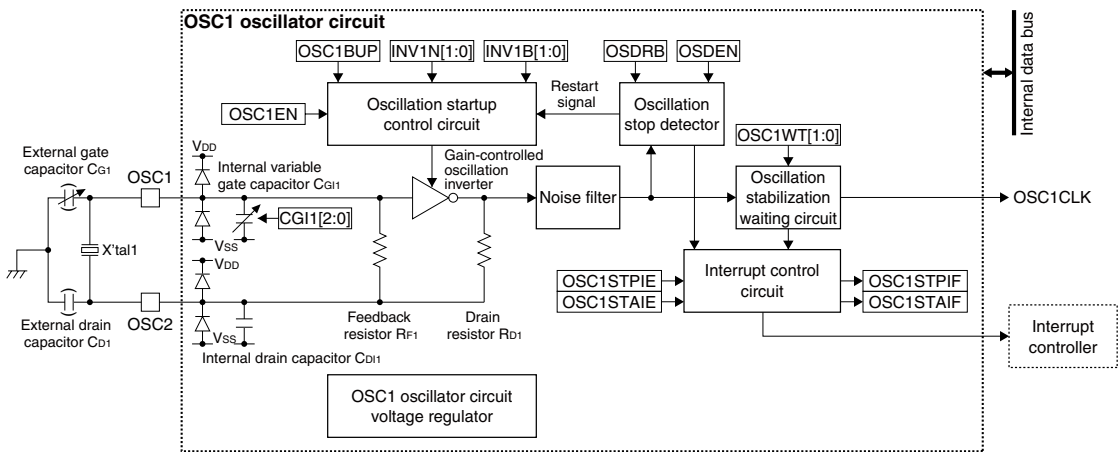 OSC1 oscillator circuit
OSC1BUP
INV1N[1:0]
INV1B[1:0]
OSDRB
OSDEN
Internal data bus
OSC1EN
Oscillation startup
control circuit
Restart
signal
Oscillation
stop detector
OSC1WT[1:0]
External gate
capacitor CG1
OSC1
VDD
Internal variable
gate capacitor CGI1
Gain-controlled
oscillation
inverter
Noise filter
Oscillation
stabilization
waiting circuit
OSC1CLK
CGI1[2:0]
VSS
X'tal1
VDD
OSC1STPIE
OSC1STAIE
Interrupt control
circuit
OSC1STPIF
OSC1STAIF
External drain
capacitor CD1
OSC2
VSS
Internal drain capacitor CDI1
Feedback
resistor RF1
Drain
resistor RD1
Interrupt
controller
OSC1 oscillator circuit
voltage regulator